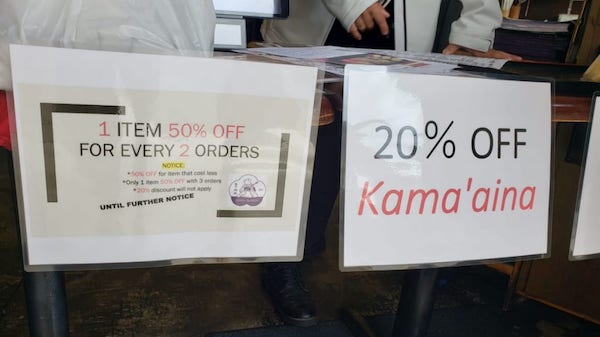 1 ITEM 50% OFF
FOR EVERY 2 ORDERS
NOTICE:
*50% OFF for item that cost less
*Only 1 item 50% OFF with 3 orders
*20% discount will not apply
UNTIL FURTHER NOTICE
20% OFF
Kama'aina